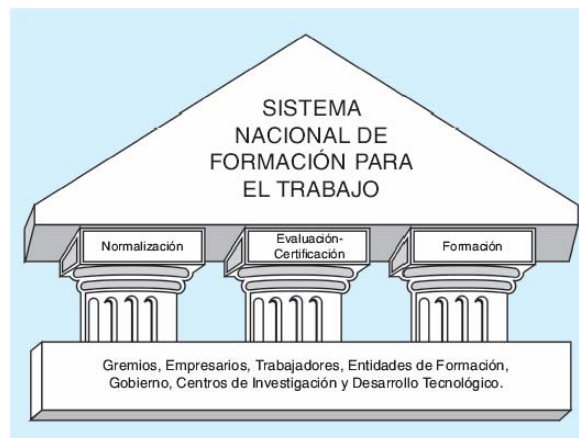 SISTEMA
NACIONAL DE
FORMACIÓN PARA
EL TRABAJO
Normalización
Evaluación-
Certificación
Formación
Gremios, Empresarios, Trabajadores, Entidades de Formación,
Gobierno, Centros de Investigación y Desarrollo Tecnológico.